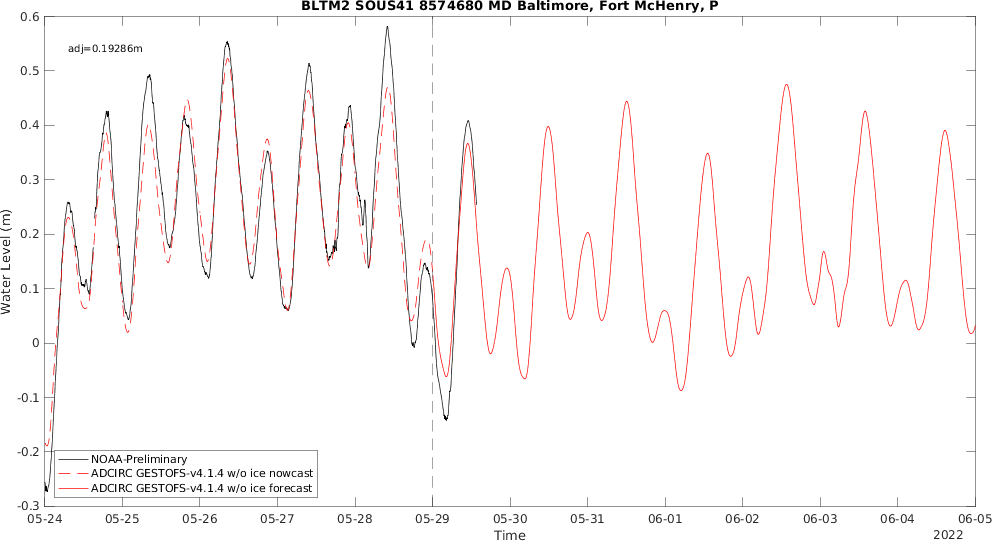 BLTM2 SOUS41 8574680 MD Baltimore, Fort McHenry, P
adj=0.19286m
0.6
0.5
0.4
0.3
0.2
0.1
0
-0.1
-0.2
-0.3
Water Level (m)
NOAA-Preliminary
ADCIRC GESTOFS-v4.1.4 w/o ice nowcast
ADCIRC GESTOFS-v4.1.4 w/o ice forecast
05-24 05-25 05-26 05-27 05-28 05-29 05-30 05-31 06-01 06-02 06-03 06-04 06-05
Time
2022